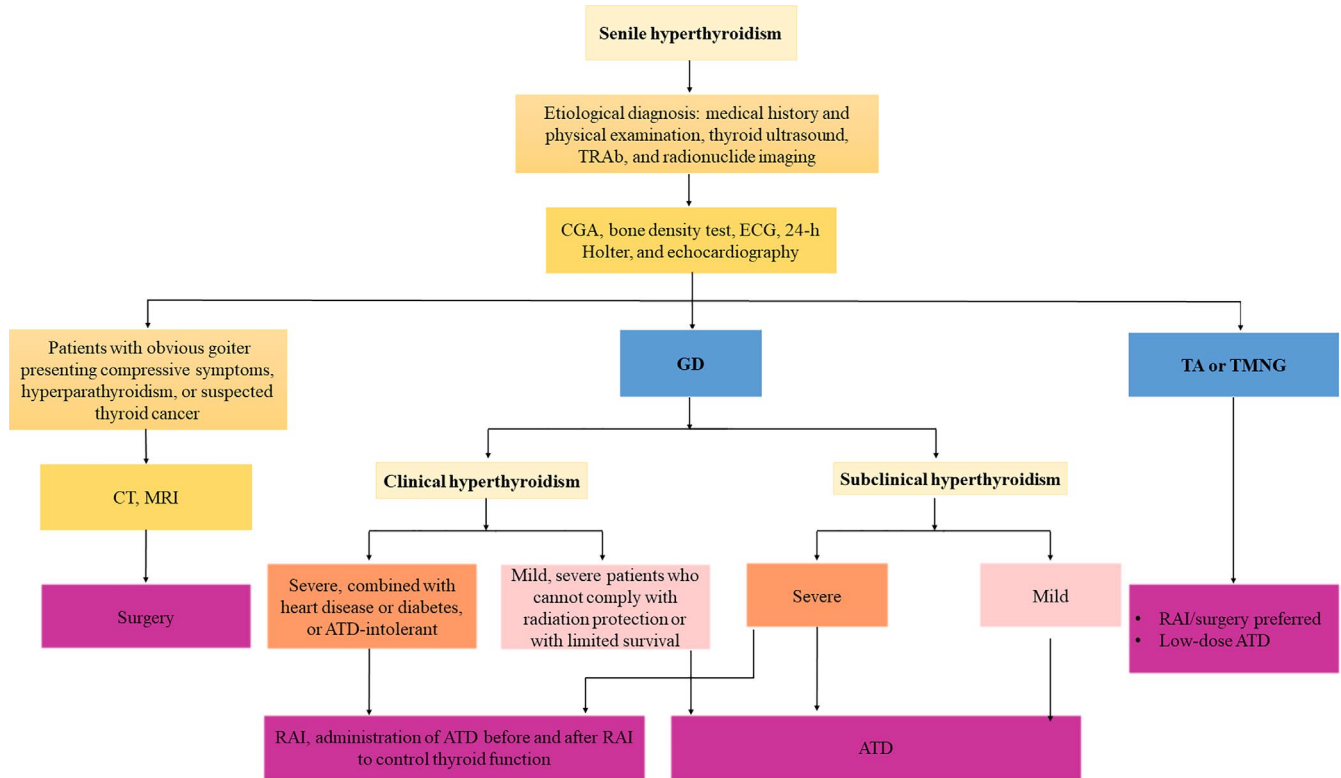 Senile hyperthyroidism
Etiological diagnosis: medical history and
physical examination, thyroid ultrasound,
TRAb, and radionuclide imaging
CGA, bone density test, ECG, 24-h
Holter, and echocardiography
Patients with obvious goiter
presenting compressive symptoms,
hyperparathyroidism, or suspected
thyroid cancer
GD
TA or TMNG
CT, MRI
Clinical hyperthyroidism
Subclinical hyperthyroidism
Surgery
Severe, combined with
heart disease or diabetes,
or ATD-intolerant
Mild, severe patients who
cannot comply with
radiation protection or
with limited survival
Severe
Mild
• RAI/surgery preferred
• Low-dose ATD
RAI, administration of ATD before and after RAI
to control thyroid function
ATD